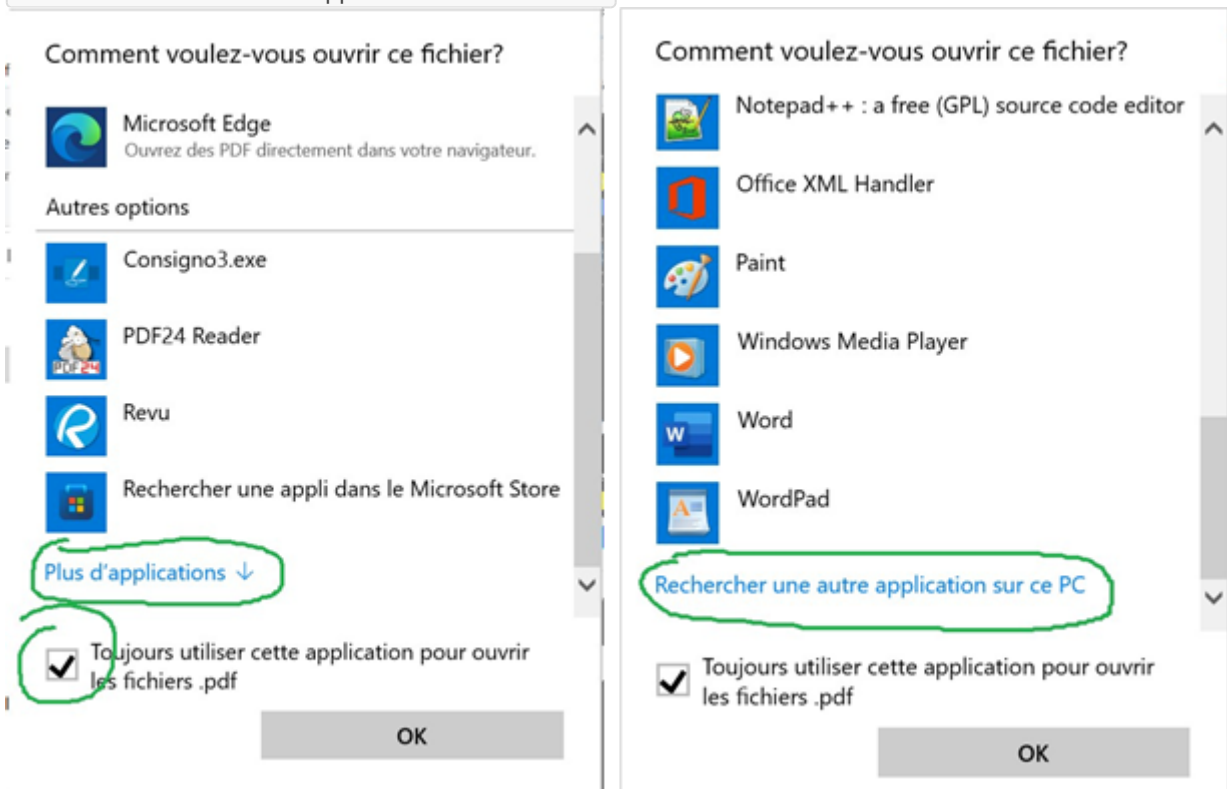 Comment voulez-vous ouvrir ce fichier?
Microsoft Edge
Ouvrez des PDF directement dans votre navigateur.
Autres options
Consigno3.exe
PDF24 Reader
PDF24
Revu
Rechercher une appli dans le Microsoft Store
Plus d'applications ↓
Toujours utiliser cette application pour ouvrir
les fichiers .pdf
OK
Comment voulez-vous ouvrir ce fichier?
Notepad++ : a free (GPL) source code editor
Office XML Handler
Paint
Windows Media Player
W
Word
A
WordPad
Rechercher une autre application sur ce PC
Toujours utiliser cette application pour ouvrir
les fichiers .pdf
OK